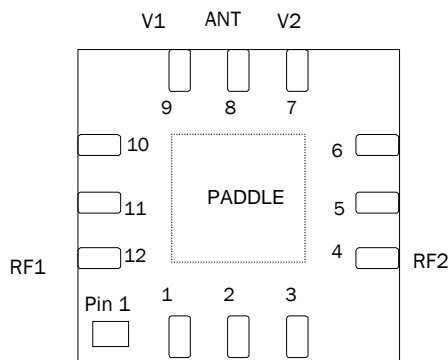 V1 ANT V2
9 8 7
10 6
PADDLE
11 5
12 4
RF1 RF2
Pin 1 1 2 3